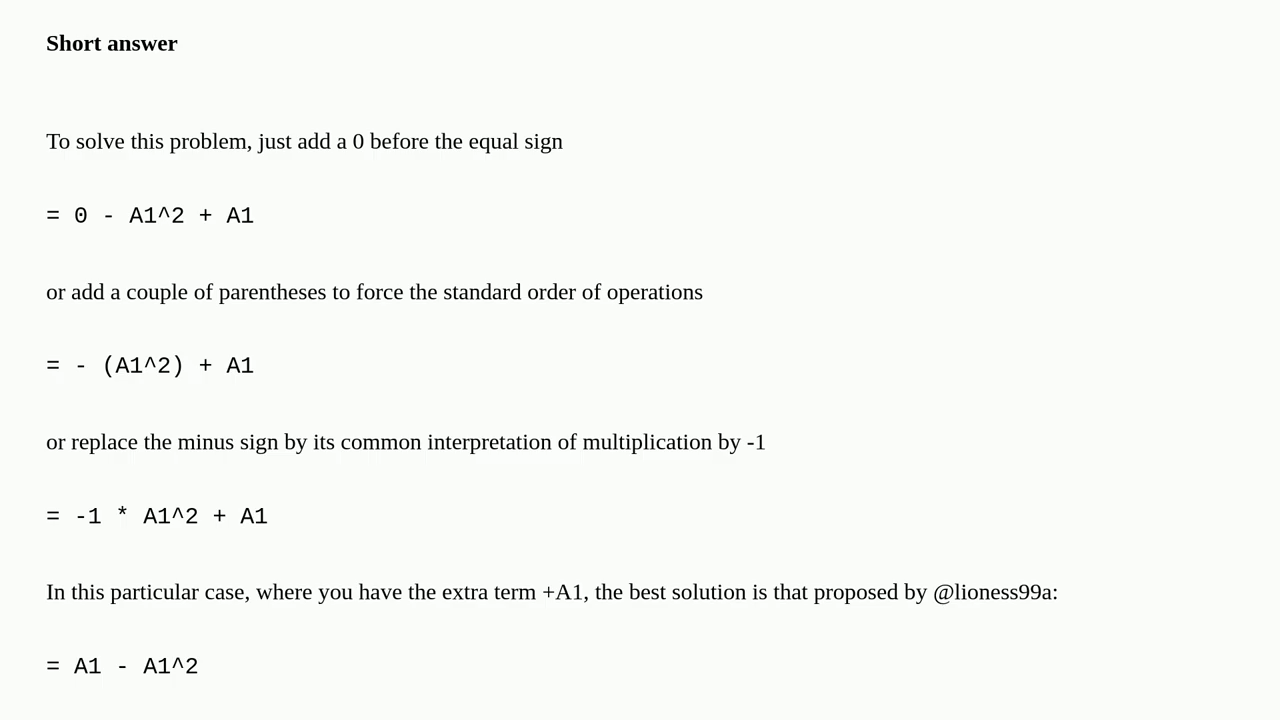 Short answer
To solve this problem, just add a 0 before the equal sign
= 0 - A1^2 + A1
or add a couple of parentheses to force the standard order of operations
= - (A1^2) + A1
or replace the minus sign by its common interpretation of multiplication by -1
= -1 * A1^2 + A1
In this particular case, where you have the extra term +A1, the best solution is that proposed by @lioness99a:
= A1 - A1^2